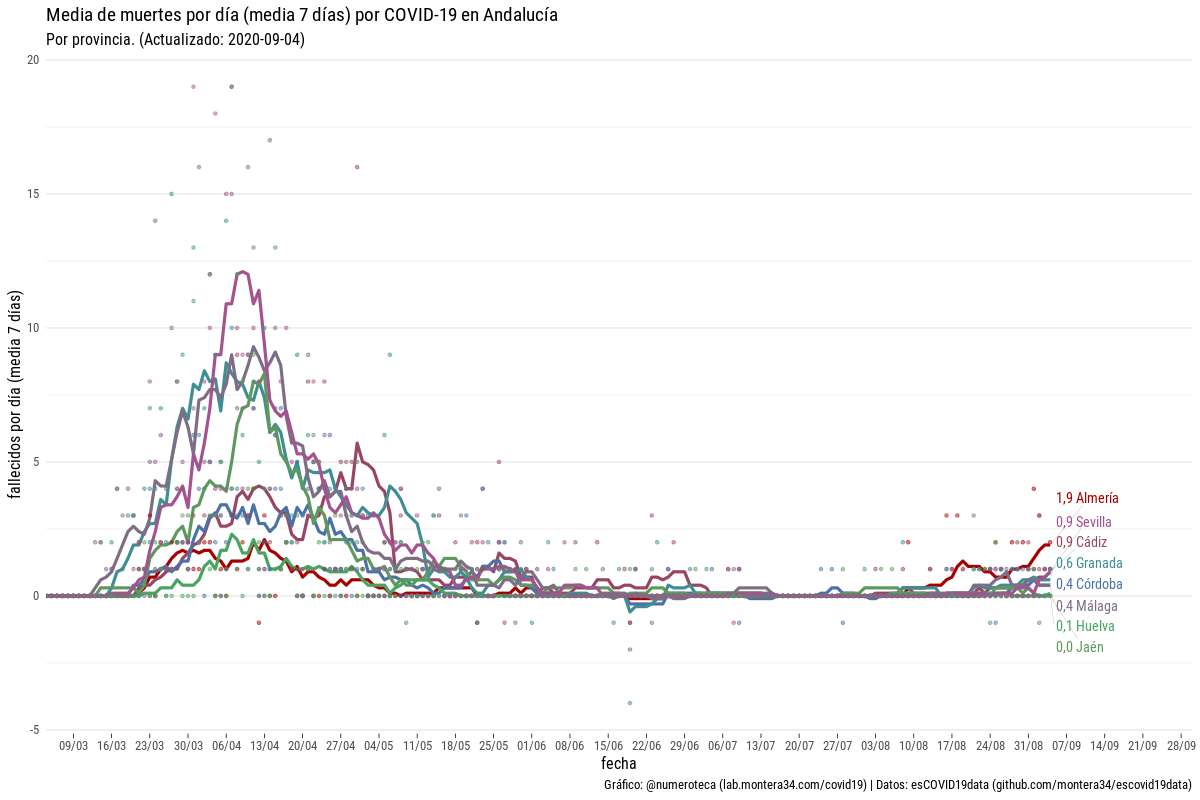 Media de muertes por día (media 7 días) por COVID-19 en Andalucía
Por provincia. (Actualizado: 2020-09-04)
20
15
10
5
0
-5
fallecidos por día (media 7 días)
1,9 Almería
0,9 Sevilla
0,9 Cádiz
0,6 Granada
0,4 Córdoba
0,4 Málaga
0,1 Huelva
0,0 Jaén
09/03 16/03 23/03 30/03 06/04 13/04 20/04 27/04 04/05 11/05 18/05 25/05 01/06 08/06 15/06 22/06 29/06 06/07 13/07 20/07 27/07 03/08 10/08 17/08 24/08 31/08 07/09 14/09 21/09 28/09
fecha
Gráfico: @numeroteca (lab.montera34.com/covid19) | Datos: esCOVID19data (github.com/montera34/escovid19data)